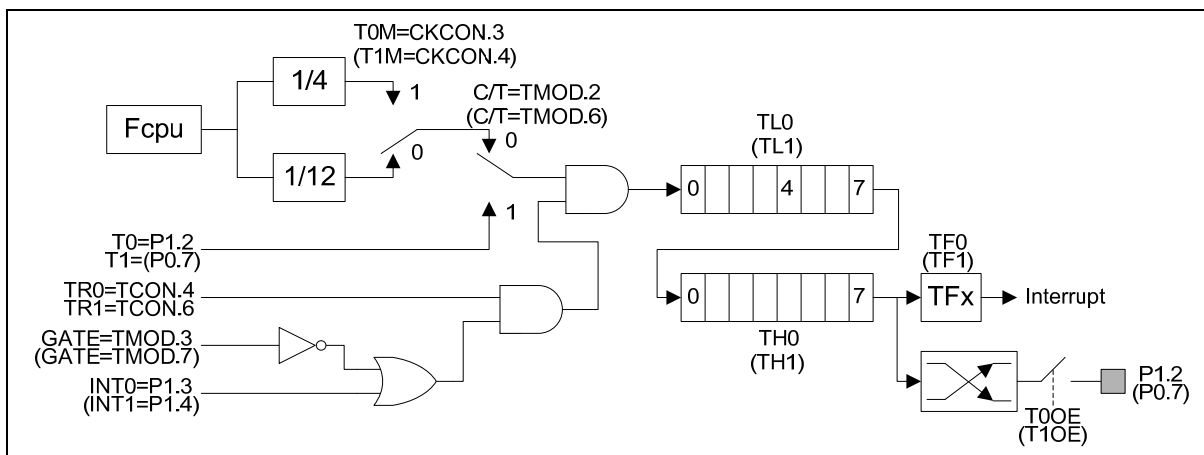 T0M=CKCON.3
(T1M=CKCON.4)
1/4
1
C/T=TMOD.2
(C/T=TMOD.6)
Fcpu
0
0
TL0
(TL1)
1/12
0 4 7
1
T0=P1.2
T1=(P0.7)
TF0
(TF1)
TR0=TCON.4
TR1=TCON.6
0 7
TFx
Interrupt
GATE=TMOD.3
(GATE=TMOD.7)
TH0
(TH1)
INT0=P1.3
(INT1=P1.4)
P1.2
(P0.7)
T0OE
(T1OE)